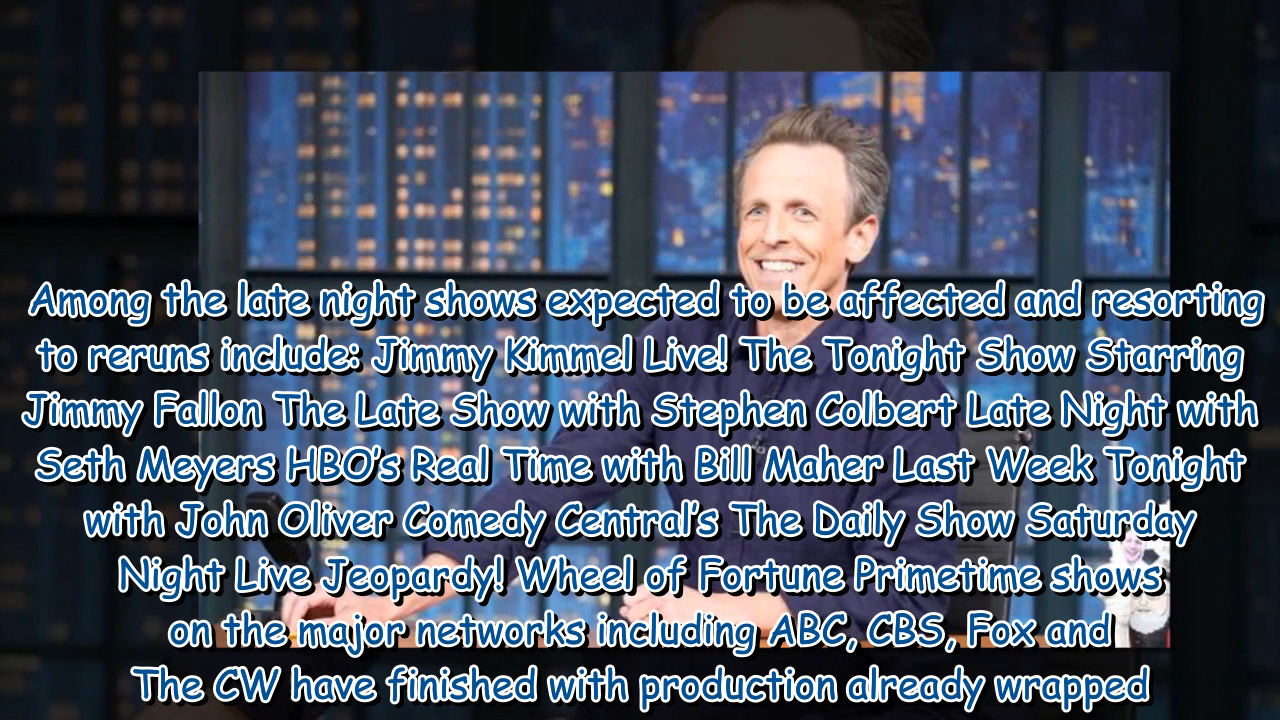 Among the late night shows expected to be affected and resorting
to reruns include: Jimmy Kimmel Live! The Tonight Show Starring
Jimmy Fallon The Late Show with Stephen Colbert Late Night with
Seth Meyers HBO's Real Time with Bill Maher Last Week Tonight
with John Oliver Comedy Central's The Daily Show Saturday
Night Live Jeopardy! Wheel of Fortune Primetime shows
on the major networks including ABC, CBS, Fox and
The CW have finished with production already wrapped